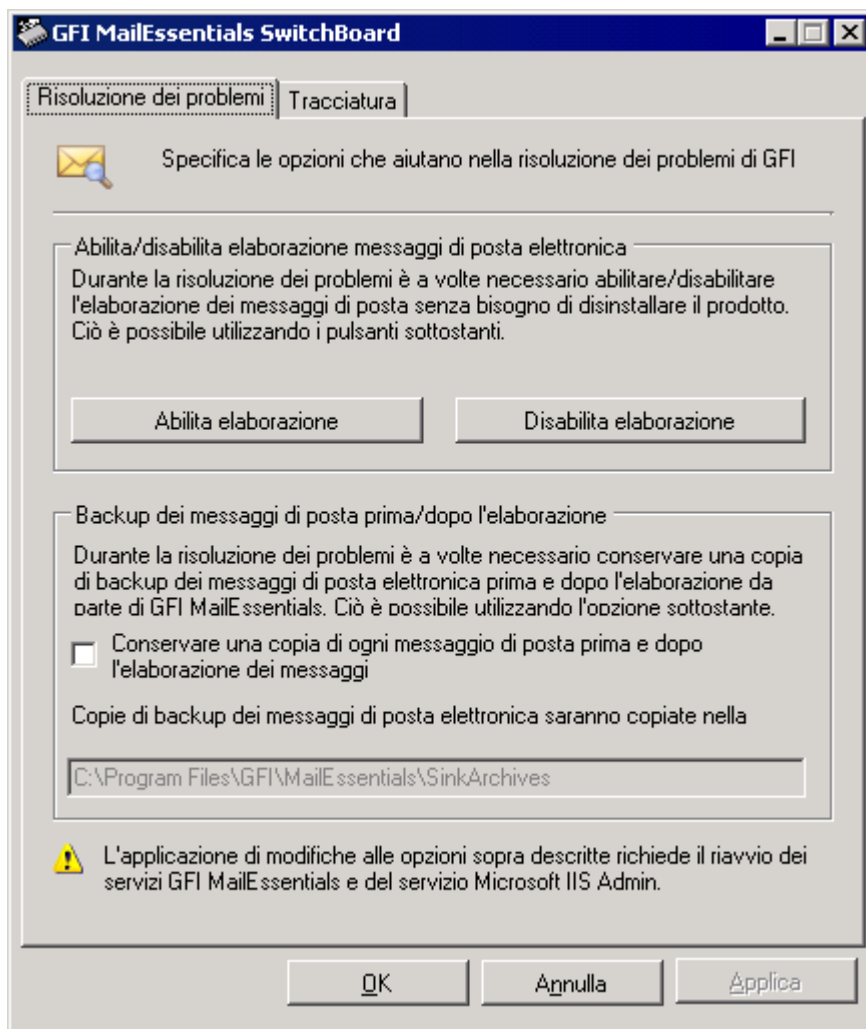 GFI MailEssentials SwitchBoard
Risoluzione dei problemi
Tracciatura
Specifica le opzioni che aiutano nella risoluzione dei problemi di GFI
Abilita/disabilita elaborazione messaggi di posta elettronica
Durante la risoluzione dei problemi è a volte necessario abilitare/disabilitare
l'elaborazione dei messaggi di posta senza bisogno di disinstallare il prodotto.
Ciò è possibile utilizzando i pulsanti sottostanti.
Abilita elaborazione
Disabilita elaborazione
Backup dei messaggi di posta prima/dopo l'elaborazione
Durante la risoluzione dei problemi è a volte necessario conservare una copia
di backup dei messaggi di posta elettronica prima e dopo l'elaborazione da
parte di GFI MailEssentials. Ciò è possibile utilizzando l'opzione sottostante.
Conservare una copia di ogni messaggio di posta prima e dopo
l'elaborazione dei messaggi
Copie di backup dei messaggi di posta elettronica saranno copiate nella
C:\Program Files\GFI\MailEssentials\SinkArchives
L'applicazione di modifiche alle opzioni sopra descritte richiede il riavvio dei
servizi GFI MailEssentials e del servizio Microsoft IIS Admin.
OK
Annulla
Applica